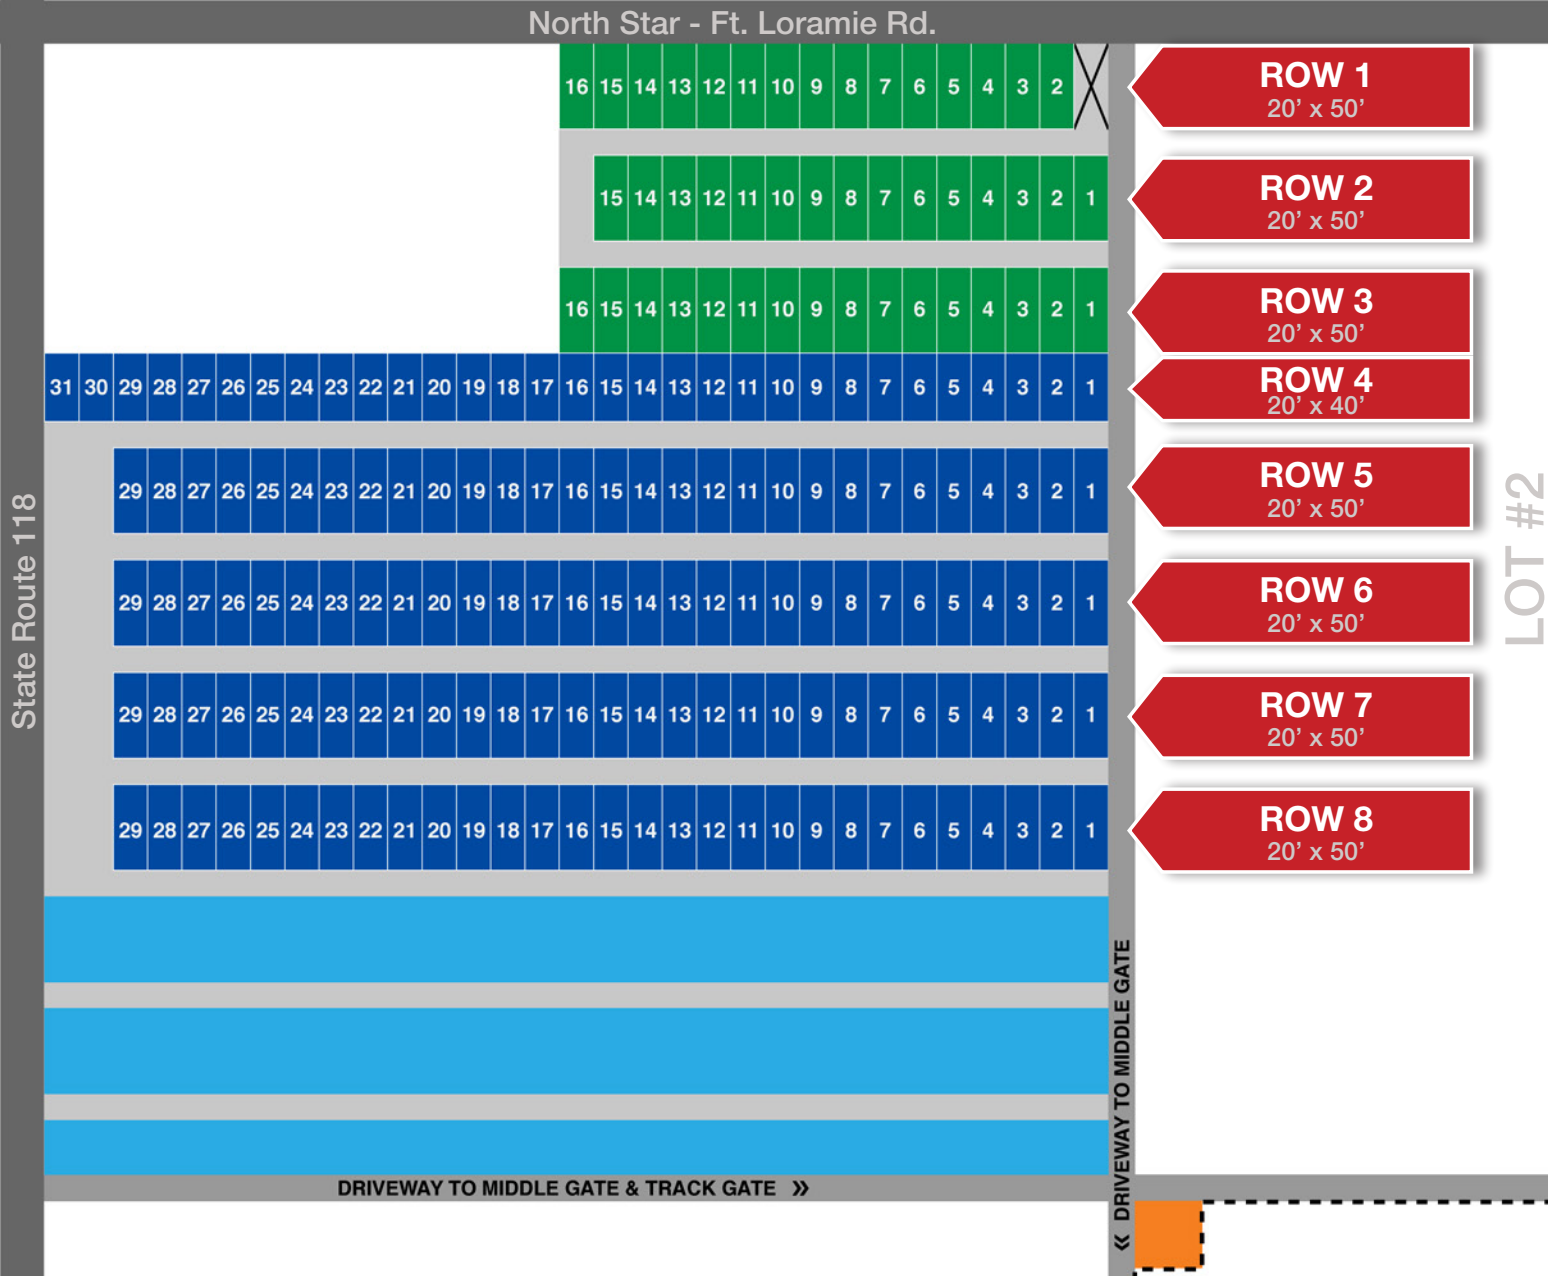 North Star - Ft. Loramie Rd.
16 15 14 13 12 11 10 9 8 7 6 5 4 3 2
ROW 1
20’ x 50’
15 14 13 12 11 10 9 8 7 6 5 4 3 2 1
ROW 2
20’ x 50’
16 15 14 13 12 11 10 9 8 7 6 5 4 3 2 1
ROW 3
20’ x 50’
31 30 29 28 27 26 25 24 23 22 21 20 19 18 17 16 15 14 13 12 11 10 9 8 7 6 5 4 3 2 1
ROW 4
20’ x 40’
29 28 27 26 25 24 23 22 21 20 19 18 17 16 15 14 13 12 11 10 9 8 7 6 5 4 3 2 1
ROW 5
20’ x 50’
29 28 27 26 25 24 23 22 21 20 19 18 17 16 15 14 13 12 11 10 9 8 7 6 5 4 3 2 1
ROW 6
20’ x 50’
29 28 27 26 25 24 23 22 21 20 19 18 17 16 15 14 13 12 11 10 9 8 7 6 5 4 3 2 1
ROW 7
20’ x 50’
29 28 27 26 25 24 23 22 21 20 19 18 17 16 15 14 13 12 11 10 9 8 7 6 5 4 3 2 1
ROW 8
20’ x 50’
State Route 118
LOT #2
« DRIVEWAY TO MIDDLE GATE
DRIVEWAY TO MIDDLE GATE & TRACK GATE »